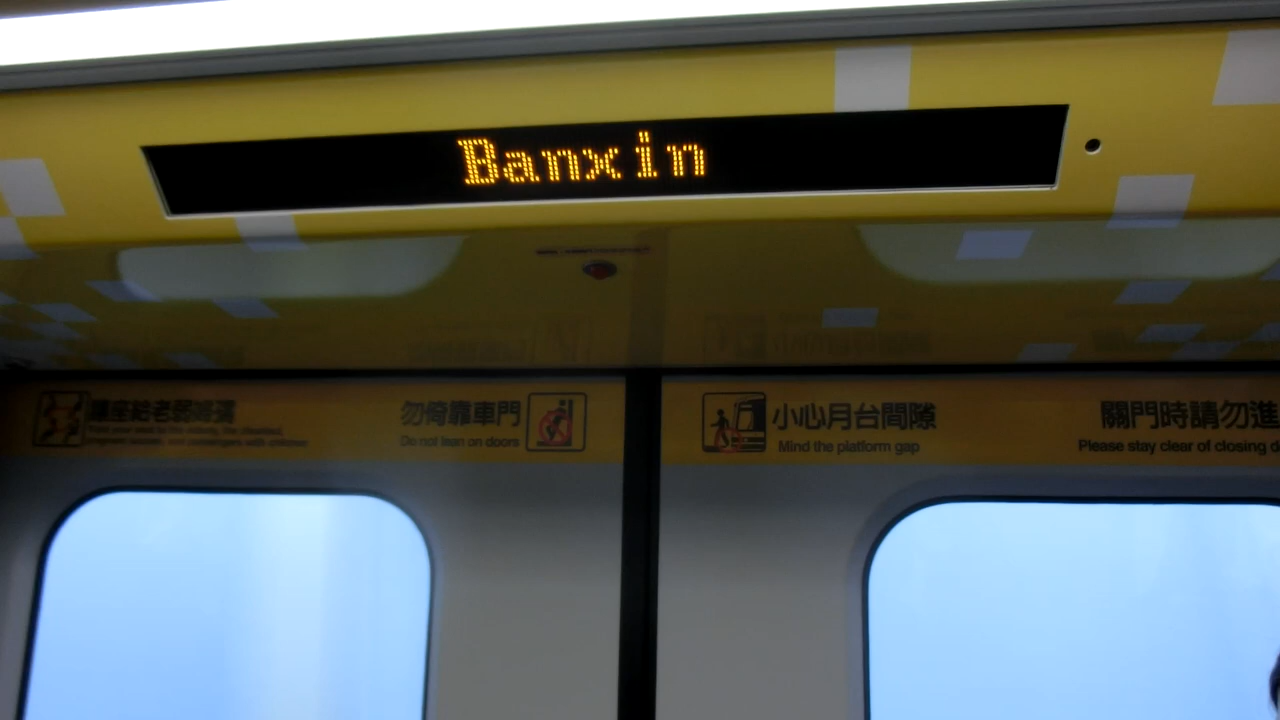 Banxin
讓座給老弱婦孺
勿倚靠車門
Do not lean on doors
小心月台間隙
Mind the platform gap
關門時請勿進
Please stay clear of closing